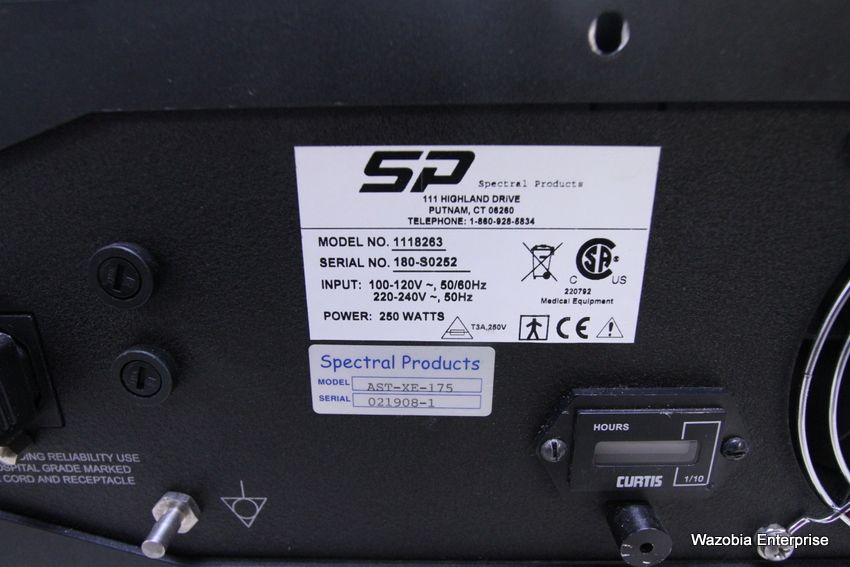 SP Spectral Products
111 HIGHLAND DRIVE
PUTNAM, CT 06260
TELEPHONE: 1-860-928-5834
MODEL NO. 1118263
SERIAL NO. 180-S0252
INPUT: 100-120V ~, 50/60Hz
220-240V ~, 50Hz
POWER: 250 WATTS
T3A,250V
C SA ® US
220792
Medical Equipment
CE
Spectral Products
MODEL AST-XE-175
SERIAL 021908-1
RELIABILITY USE
GRADE MARKED
CORD AND RECEPTACLE
HOURS
CURTIS 1/10
Wazobia Enterprise